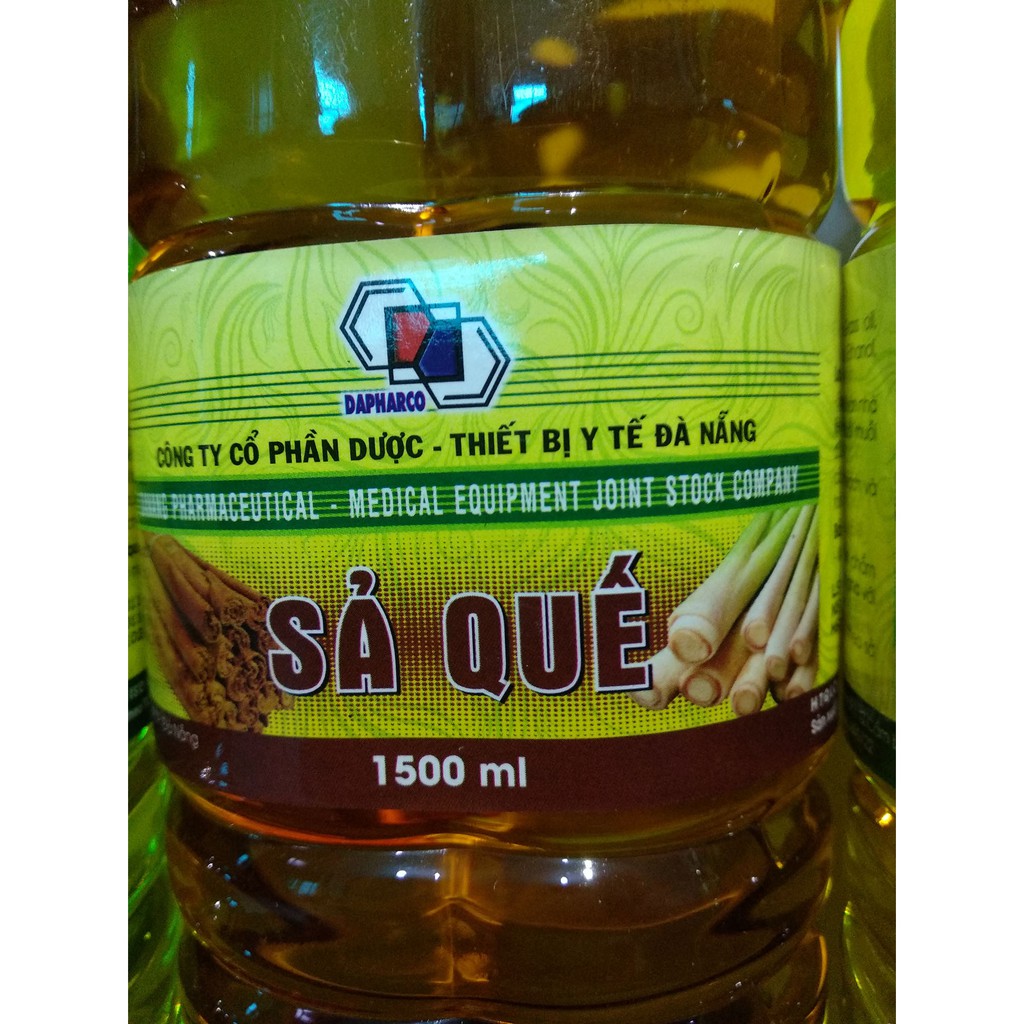 DAPHARCO
CÔNG TY CỔ PHẦN DƯỢC - THIẾT BỊ Y TẾ ĐÀ NẴNG
PHARMACEUTICAL - MEDICAL EQUIPMENT JOINT STOCK COMPANY
SẢ QUẾ
1500 ml